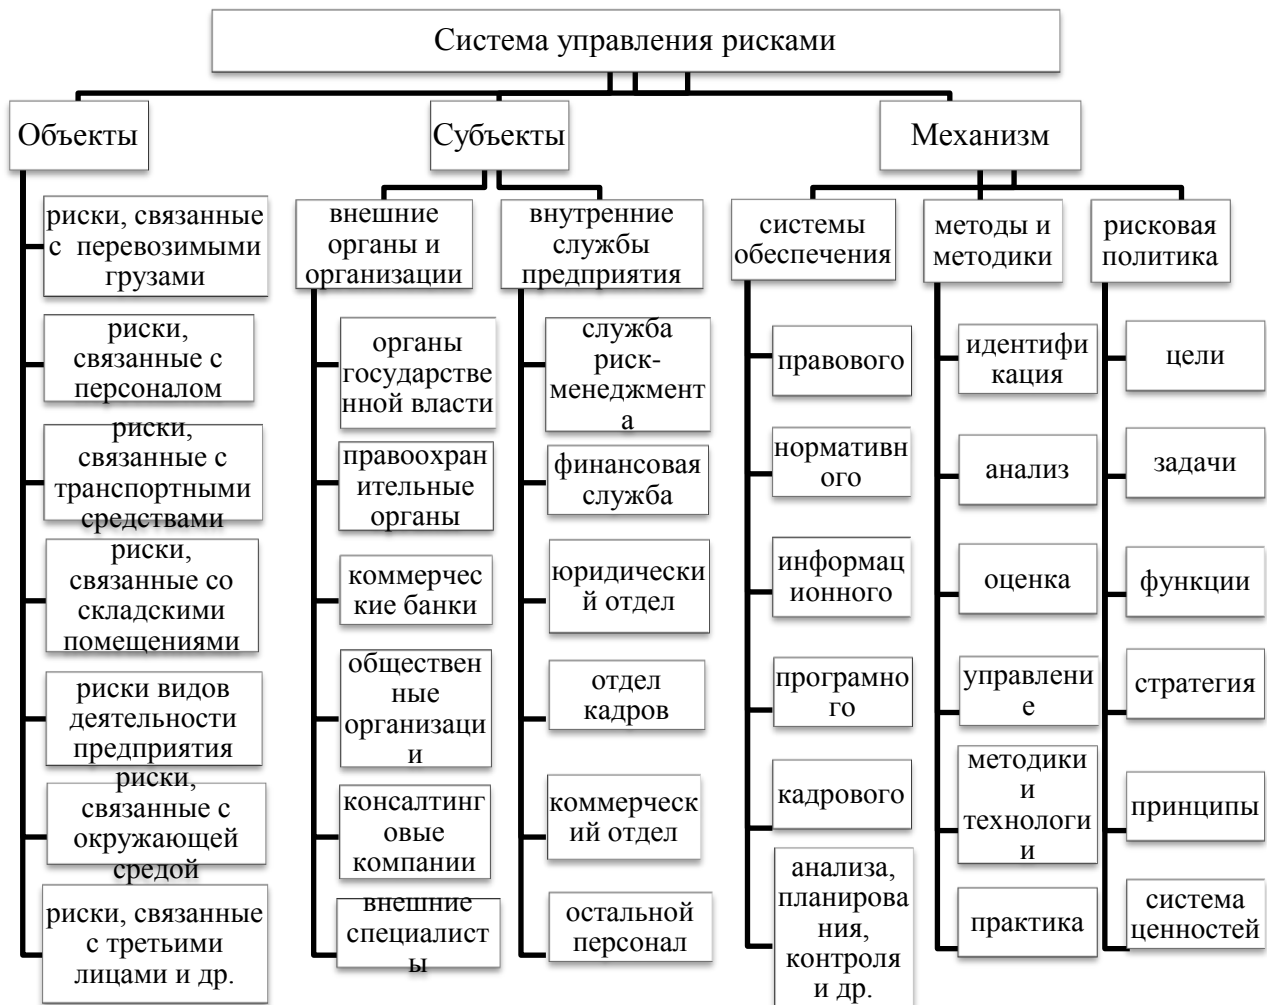 Система управления рисками
Объекты
Субъекты
Механизм
риски, связанные
с перевозимыми
грузами
риски,
связанные с
персоналом
риски,
связанные с
транспортными
средствами
риски,
связанные со
складскими
помещениями
риски видов
деятельности
предприятия
риски,
связанные с
окружающей
средой
риски, связанные
с третьими
лицами и др.
внешние
органы и
организации
органы
государстве
нной власти
правоохран
ительные
органы
коммерчес
кие банки
обществен
ные
организаци
и
консалтинг
овые
компании
внешние
специалист
ы
внутренние
службы
предприятия
служба
риск-
менеджмент
а
финансовая
служба
юридически
й отдел
отдел
кадров
коммерческ
ий отдел
остальной
персонал
системы
обеспечения
правового
нормативно
го
информац
ионного
програмно
го
кадрового
анализа,
планирова
ния,
контроля
и др.
методы и
методики
идентифи
кация
анализ
оценка
управлени
е
методики
и
технологи
и
практика
рисковая
политика
цели
задачи
функции
стратегия
принципы
система
ценностей